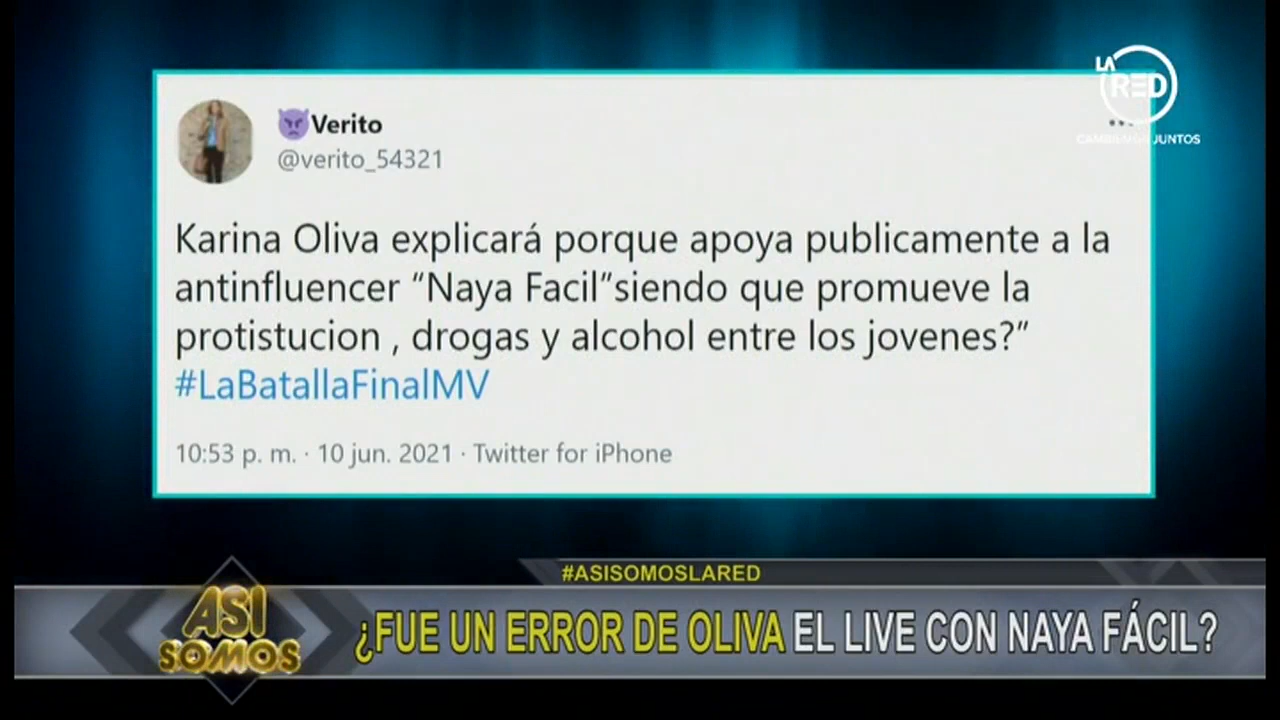 LA
RED
CAMBIEMOS JUNTOS
😈Verito
@verito_54321
Karina Oliva explicará porque apoya publicamente a la
antinfluencer “Naya Facil”siendo que promueve la
protistucion , drogas y alcohol entre los jovenes?”
#LaBatallaFinalMV
10:53 p. m. · 10 jun. 2021 · Twitter for iPhone
#ASISOMOSLARED
ASI
SOMOS
¿FUE UN ERROR DE OLIVA EL LIVE CON NAYA FÁCIL?